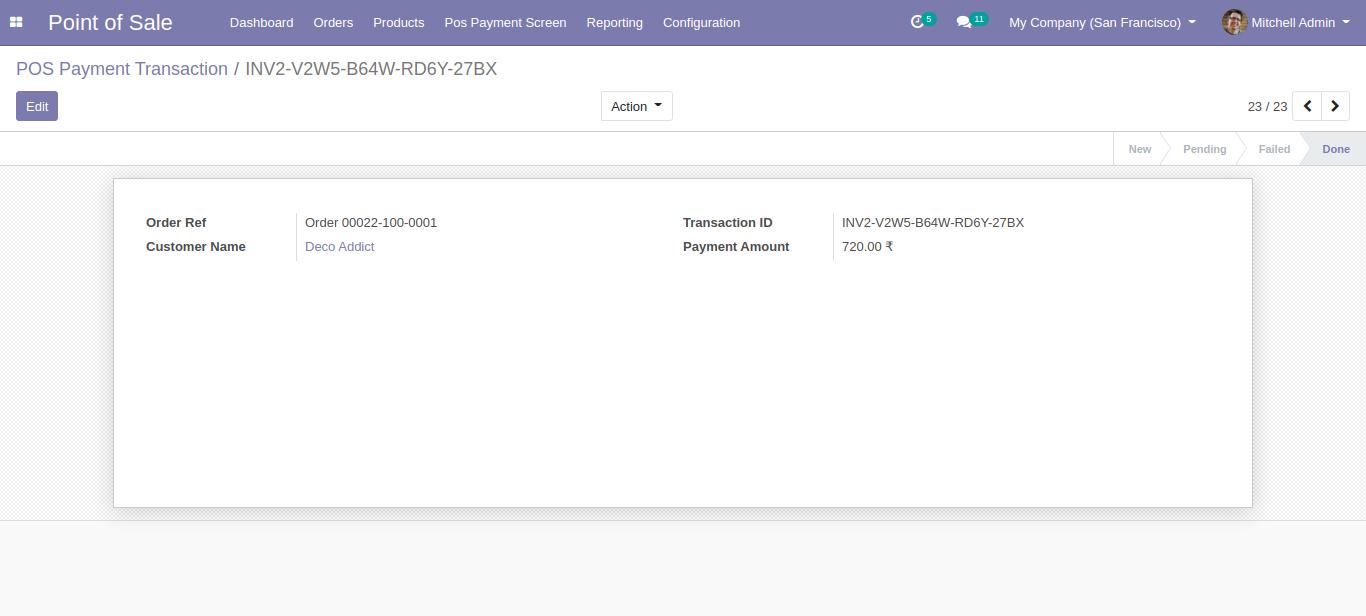 Point of Sale Dashboard Orders Products Pos Payment Screen Reporting Configuration 5 11 My Company (San Francisco) Mitchell Admin
POS Payment Transaction / INV2-V2W5-B64W-RD6Y-27BX
Edit Action 23 / 23
New Pending Failed Done
Order Ref Order 00022-100-0001 Transaction ID INV2-V2W5-B64W-RD6Y-27BX
Customer Name Deco Addict Payment Amount 720.00 ₹